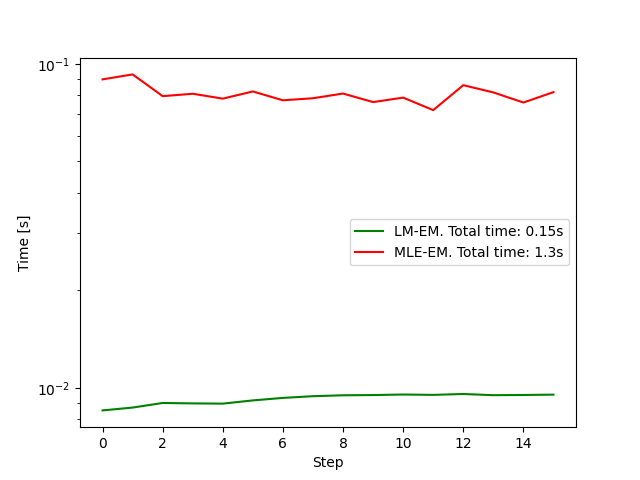 10⁻¹
10⁻²
Time [s]
LM-EM. Total time: 0.15s
MLE-EM. Total time: 1.3s
0 2 4 6 8 10 12 14
Step